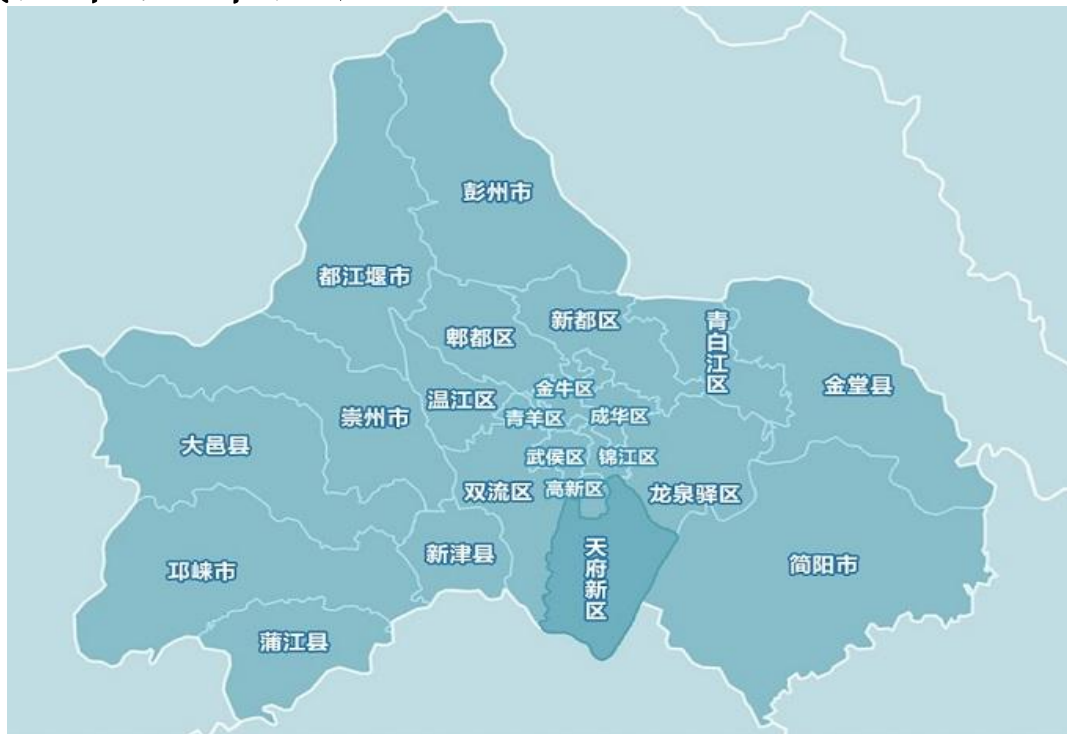 彭州市
都江堰市
新都区
青白江区
郫都区
金堂县
金牛区
温江区
崇州市
青羊区
成华区
大邑县
武侯区
锦江区
双流区
高新区
龙泉驿区
新津县
天府新区
简阳市
邛崃市
蒲江县